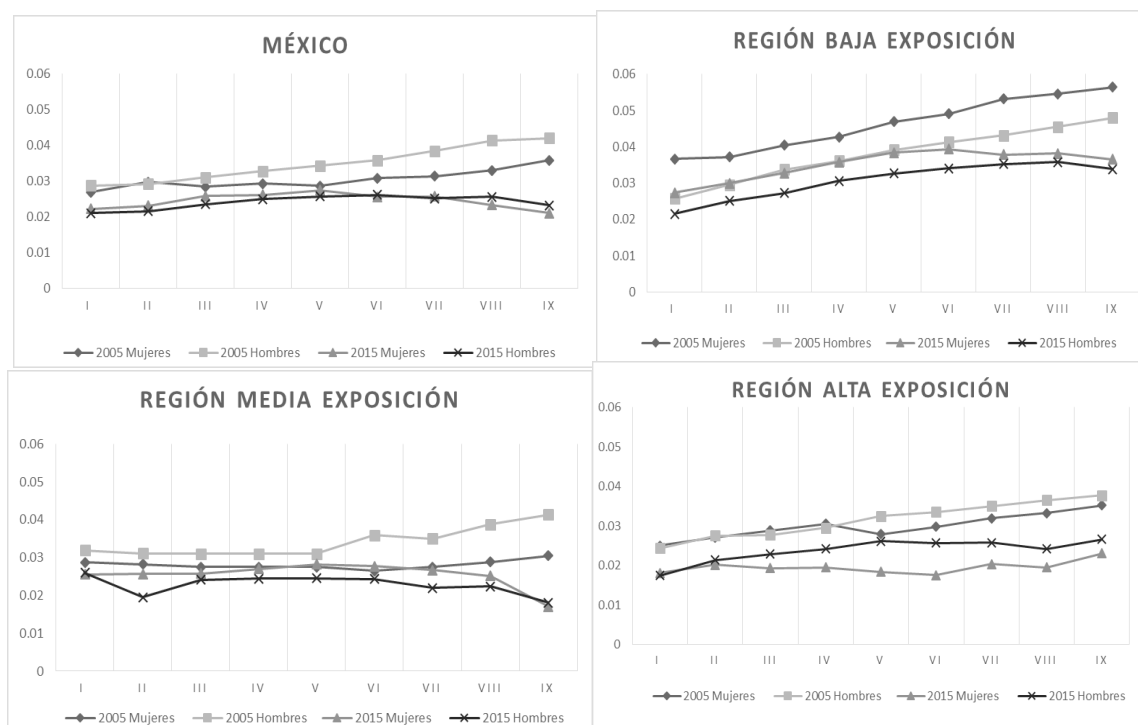 MÉXICO
0.06
0.05
0.04
0.03
0.02
0.01
0
I II III IV V VI VII VIII IX
2005 Mujeres 2005 Hombres 2015 Mujeres 2015 Hombres
REGIÓN BAJA EXPOSICIÓN
0.06
0.05
0.04
0.03
0.02
0.01
0
I II III IV V VI VII VIII IX
2005 Mujeres 2005 Hombres 2015 Mujeres 2015 Hombres
REGIÓN MEDIA EXPOSICIÓN
0.06
0.05
0.04
0.03
0.02
0.01
0
I II III IV V VI VII VIII IX
2005 Mujeres 2005 Hombres 2015 Mujeres 2015 Hombres
REGIÓN ALTA EXPOSICIÓN
0.06
0.05
0.04
0.03
0.02
0.01
0
I II III IV V VI VII VIII IX
2005 Mujeres 2005 Hombres 2015 Mujeres 2015 Hombres